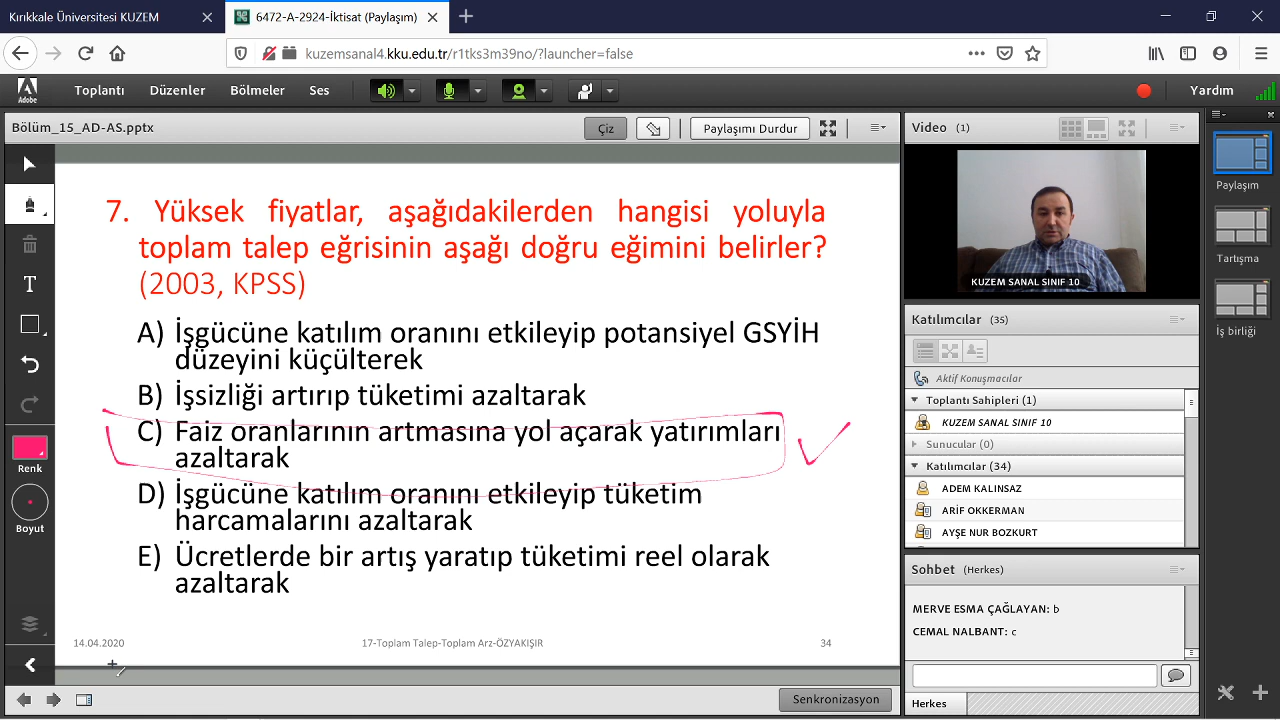 Kırıkkale Üniversitesi KUZEM
6472-A-2924-İktisat (Paylaşım)
kuzemsanal4.kku.edu.tr/r1tks3m39no/?launcher=false
Adobe
Toplantı
Düzenler
Bölmeler
Ses
Yardım
Bölüm_15_AD-AS.pptx
Çiz
Paylaşımı Durdur
7. Yüksek fiyatlar, aşağıdakilerden hangisi yoluyla
toplam talep eğrisinin aşağı doğru eğimini belirler?
(2003, KPSS)
A) İşgücüne katılım oranını etkileyip potansiyel GSYİH
düzeyini küçülterek
B) İşsizliği artırıp tüketimi azaltarak
C) Faiz oranlarının artmasına yol açarak yatırımları
azaltarak
D) İşgücüne katılım oranını etkileyip tüketim
harcamalarını azaltarak
E) Ücretlerde bir artış yaratıp tüketimi reel olarak
azaltarak
14.04.2020
17-Toplam Talep-Toplam Arz-ÖZYAKIŞIR
34
T
Renk
Boyut
Senkronizasyon
Video (1)
KUZEM SANAL SINIF 10
Katılımcılar (35)
Aktif Konuşmacılar
Toplantı Sahipleri (1)
KUZEM SANAL SINIF 10
Sunucular (0)
Katılımcılar (34)
ADEM KALINSAZ
ARİF OKKERMAN
AYŞE NUR BOZKURT
Sohbet (Herkes)
MERVE ESMA ÇAĞLAYAN: b
CEMAL NALBANT: c
Herkes
Paylaşım
Tartışma
İş birliği